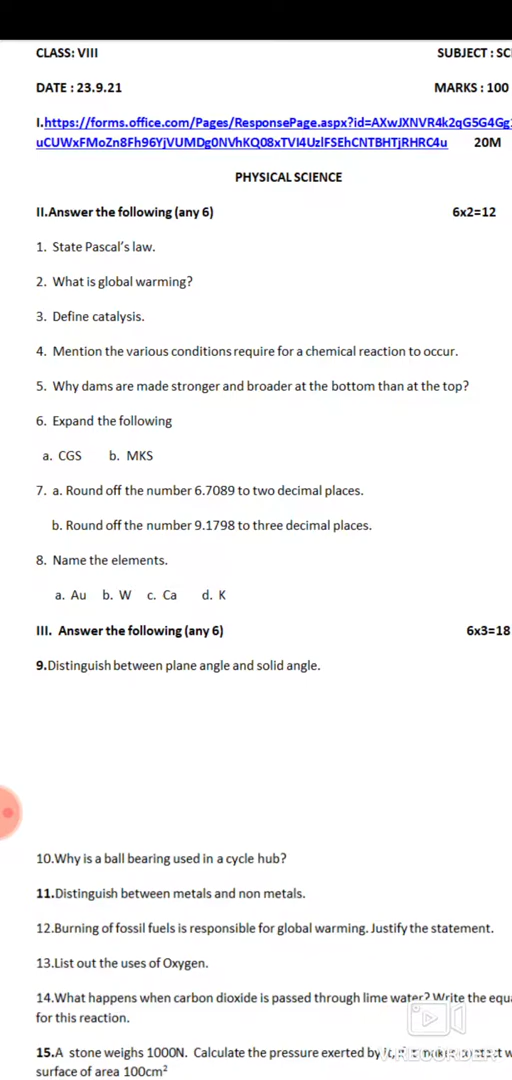 CLASS: VIII SUBJECT : SCI
DATE : 23.9.21 MARKS : 100
I.https://forms.office.com/Pages/ResponsePage.aspx?id=AXwJXNVR4k2qG5G4Gg
uCUWxFMoZn8Fh96YjVUMDg0NVhKQ08xTVI4UzlFSEhCNTBHTjRHRC4u 20M
PHYSICAL SCIENCE
II.Answer the following (any 6) 6x2=12
1. State Pascal's law.
2. What is global warming?
3. Define catalysis.
4. Mention the various conditions require for a chemical reaction to occur.
5. Why dams are made stronger and broader at the bottom than at the top?
6. Expand the following
a. CGS b. MKS
7. a. Round off the number 6.7089 to two decimal places.
b. Round off the number 9.1798 to three decimal places.
8. Name the elements.
a. Au b. W c. Ca d. K
III. Answer the following (any 6) 6x3=18
9.Distinguish between plane angle and solid angle.
10.Why is a ball bearing used in a cycle hub?
11.Distinguish between metals and non metals.
12.Burning of fossil fuels is responsible for global warming. Justify the statement.
13.List out the uses of Oxygen.
14.What happens when carbon dioxide is passed through lime water? Write the equa
for this reaction.
15.A stone weighs 1000N. Calculate the pressure exerted by it, if it makes contact w
surface of area 100cm²
V RECORDER